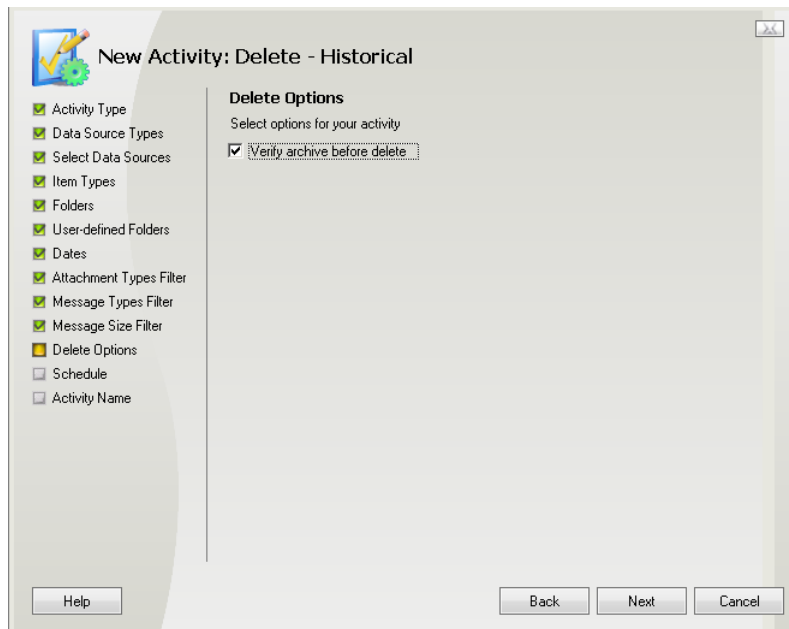 New Activity: Delete - Historical
Activity Type
Data Source Types
Select Data Sources
Item Types
Folders
User-defined Folders
Dates
Attachment Types Filter
Message Types Filter
Message Size Filter
Delete Options
Schedule
Activity Name
Delete Options
Select options for your activity
Verify archive before delete
Help
Back
Next
Cancel